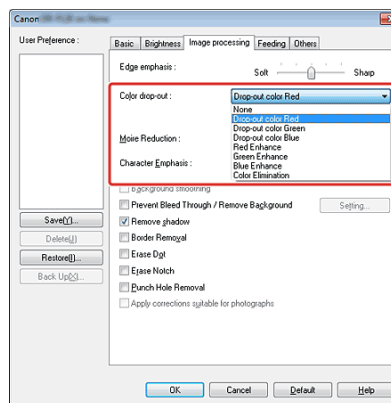 Canon
User Preference :
Basic Brightness Image processing Feeding Others
Edge emphasis :
Soft Sharp
Color drop-out :
Drop-out color Red
None
Drop-out color Red
Drop-out color Green
Drop-out color Blue
Red Enhance
Green Enhance
Blue Enhance
Color Elimination
Moire Reduction :
Character Emphasis :
Background smoothing
Prevent Bleed Through / Remove Background
Setting...
Remove shadow
Border Removal
Erase Dot
Erase Notch
Punch Hole Removal
Apply corrections suitable for photographs
Save(Y)...
Delete(J)
Restore(I)...
Back Up(X)...
OK Cancel Default Help